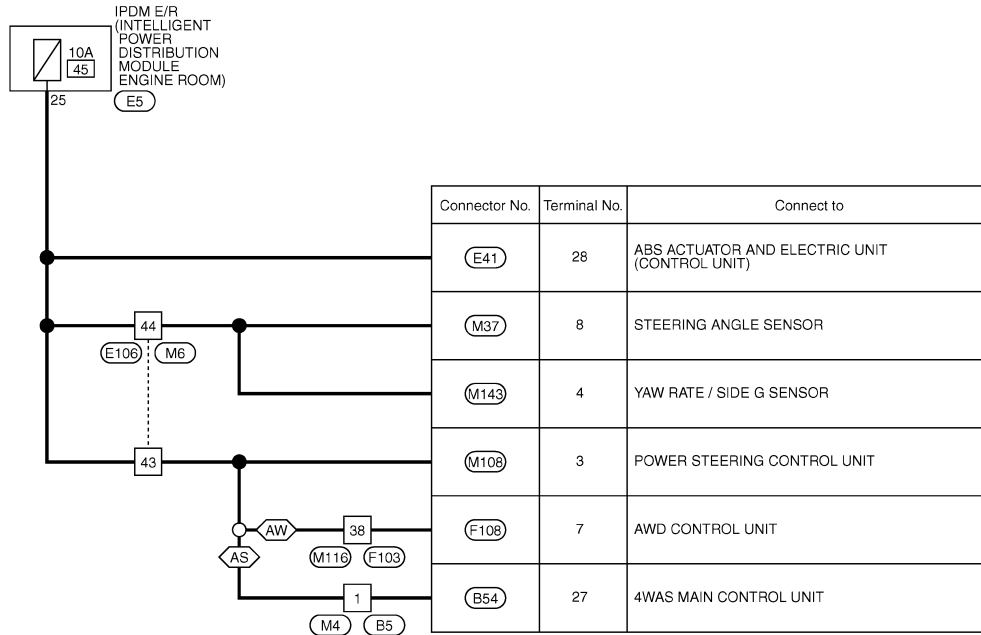 IPDM E/R
(INTELLIGENT
POWER
DISTRIBUTION
MODULE
ENGINE ROOM)
10A
45
25
E5
Connector No. Terminal No. Connect to
E41 28 ABS ACTUATOR AND ELECTRIC UNIT
(CONTROL UNIT)
44 M37 8 STEERING ANGLE SENSOR
E106 M6
M143 4 YAW RATE / SIDE G SENSOR
43 M108 3 POWER STEERING CONTROL UNIT
AW 38 F108 7 AWD CONTROL UNIT
AS M116 F103
1 B54 27 4WAS MAIN CONTROL UNIT
M4 B5